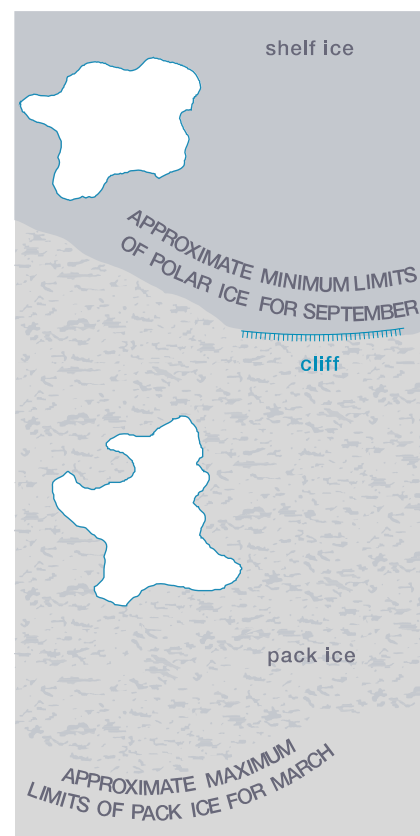 shelf ice
APPROXIMATE MINIMUM LIMITS
OF POLAR ICE FOR SEPTEMBER
cliff
pack ice
APPROXIMATE MAXIMUM
LIMITS OF PACK ICE FOR MARCH